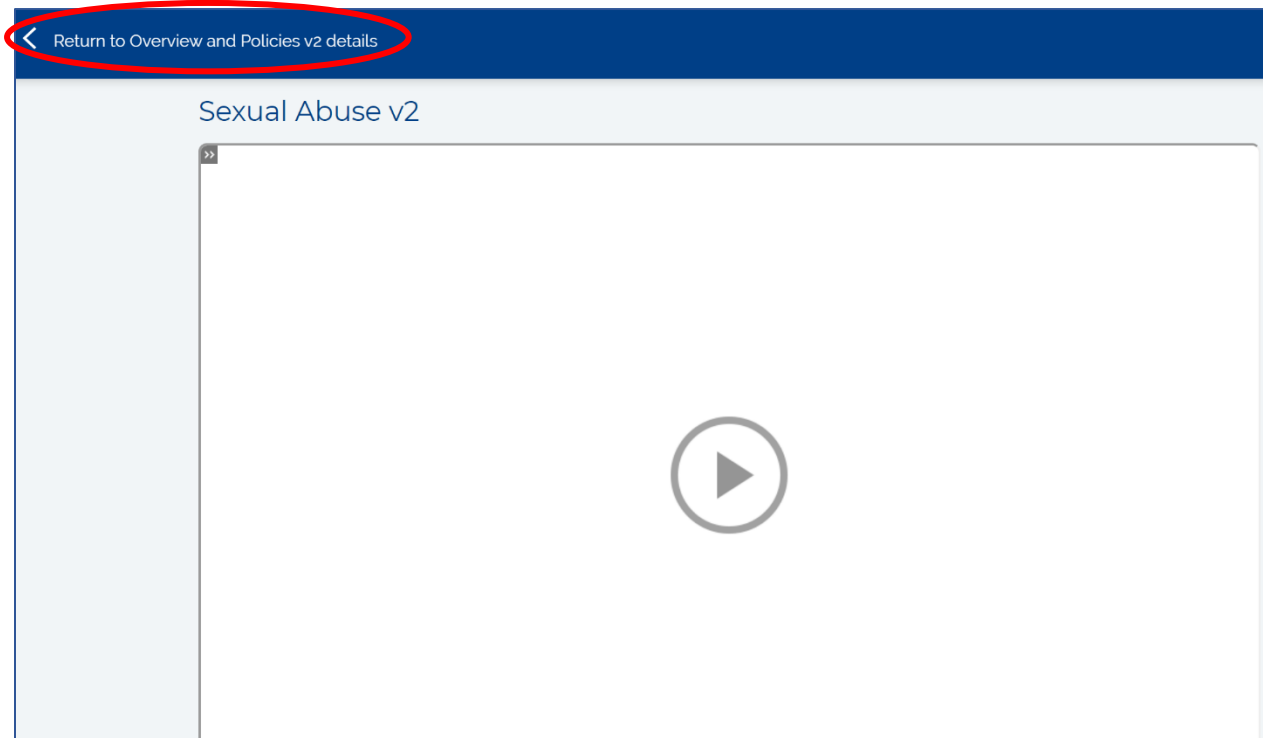 Return to Overview and Policies v2 details
Sexual Abuse v2